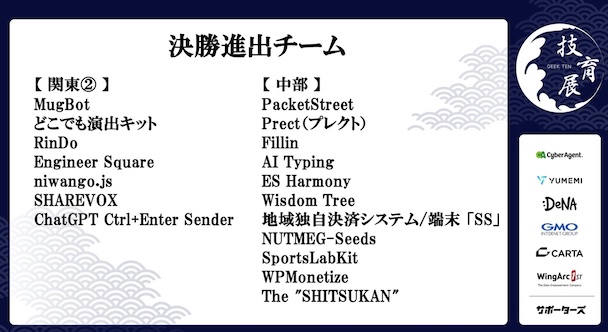 決勝進出チーム
【 関東② 】
MugBot
どこでも演出キット
RinDo
Engineer Square
niwango.js
SHAREVOX
ChatGPT Ctrl+Enter Sender
【 中部 】
PacketStreet
Prect(プレクト)
Fillin
AI Typing
ES Harmony
Wisdom Tree
地域独自決済システム/端末「SS」
NUTMEG-Seeds
SportsLabKit
WPMonetize
The "SHITSUKAN"
技育展
GEEK TEN
CyberAgent.
YUMEMI
:DeNA
GMO
INTERNET GROUP
CARTA
WingArc1ST
The Data Empowerment Company
サポーターズ